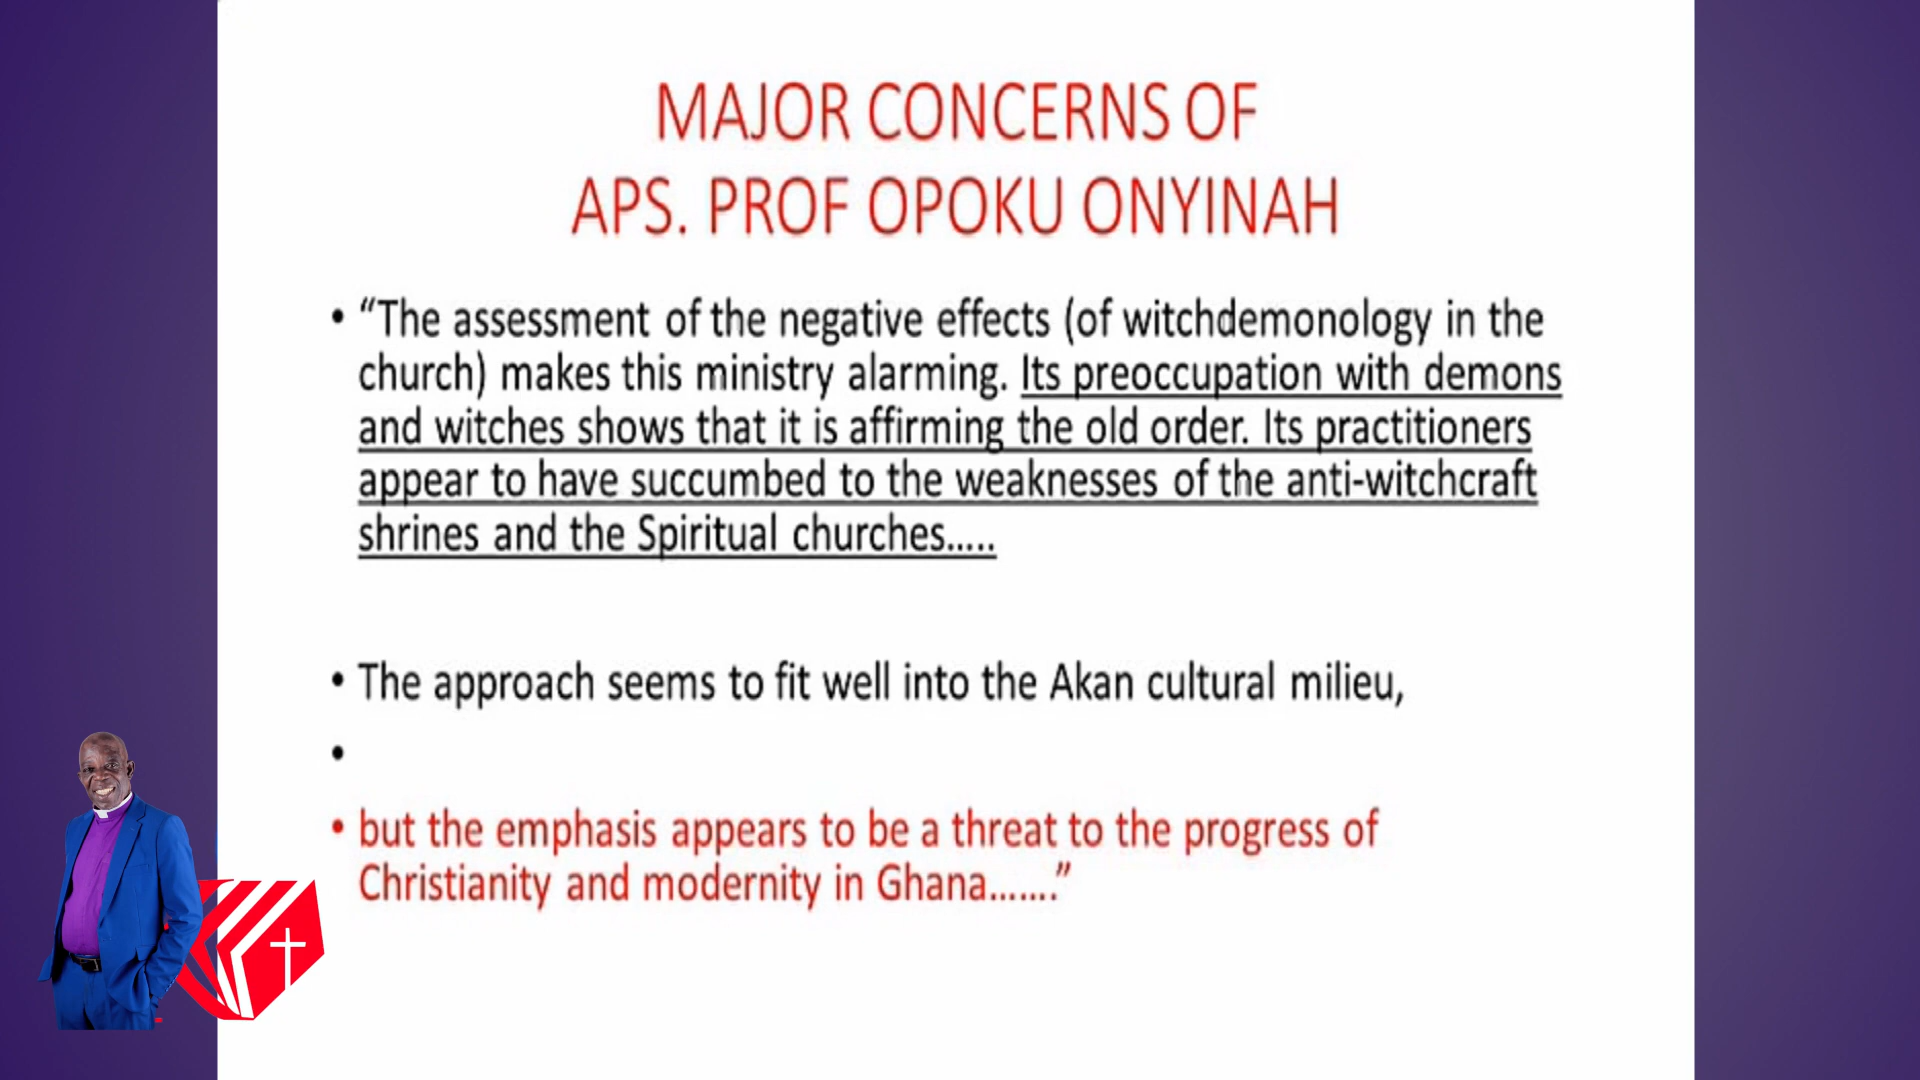 MAJOR CONCERNS OF
APS. PROF OPOKU ONYINAH
• “The assessment of the negative effects (of witchdemonology in the
church) makes this ministry alarming. Its preoccupation with demons
and witches shows that it is affirming the old order. Its practitioners
appear to have succumbed to the weaknesses of the anti-witchcraft
shrines and the Spiritual churches.....
• The approach seems to fit well into the Akan cultural milieu,
•
• but the emphasis appears to be a threat to the progress of
Christianity and modernity in Ghana.......”